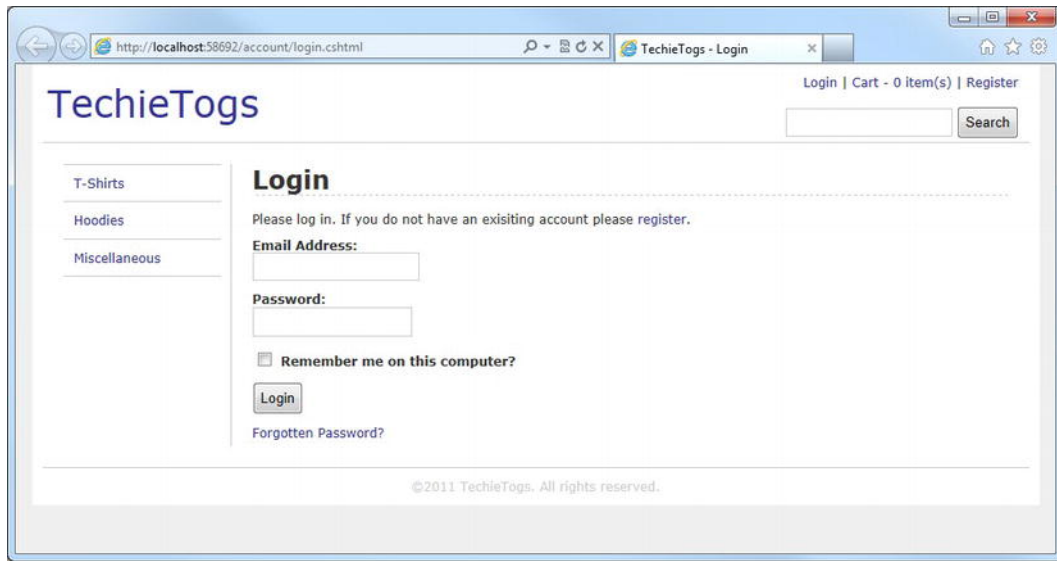 http://localhost:58692/account/login.cshtml
TechieTogs - Login
Login | Cart - 0 item(s) | Register
TechieTogs
Search
T-Shirts
Hoodies
Miscellaneous
Login
Please log in. If you do not have an exisiting account please register.
Email Address:
Password:
Remember me on this computer?
Login
Forgotten Password?
©2011 TechieTogs. All rights reserved.